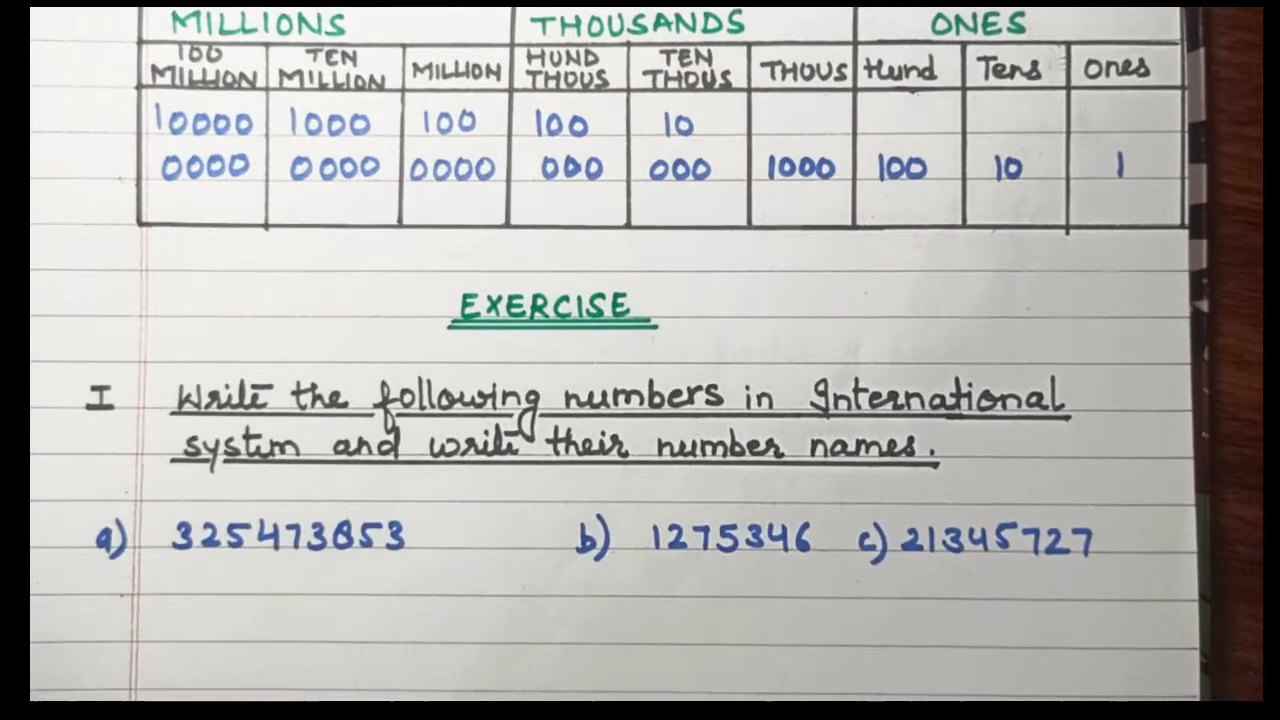 MILLIONS THOUSANDS ONES
100 MILLION TEN MILLION MILLION HUND THOUS TEN THOUS THOUS Hund Tens Ones
10000 1000 100 100 10
0000 0000 0000 000 000 1000 100 10 1
EXERCISE
I Write the following numbers in International
system and write their number names.
a) 325473853 b) 1275346 c) 21345727